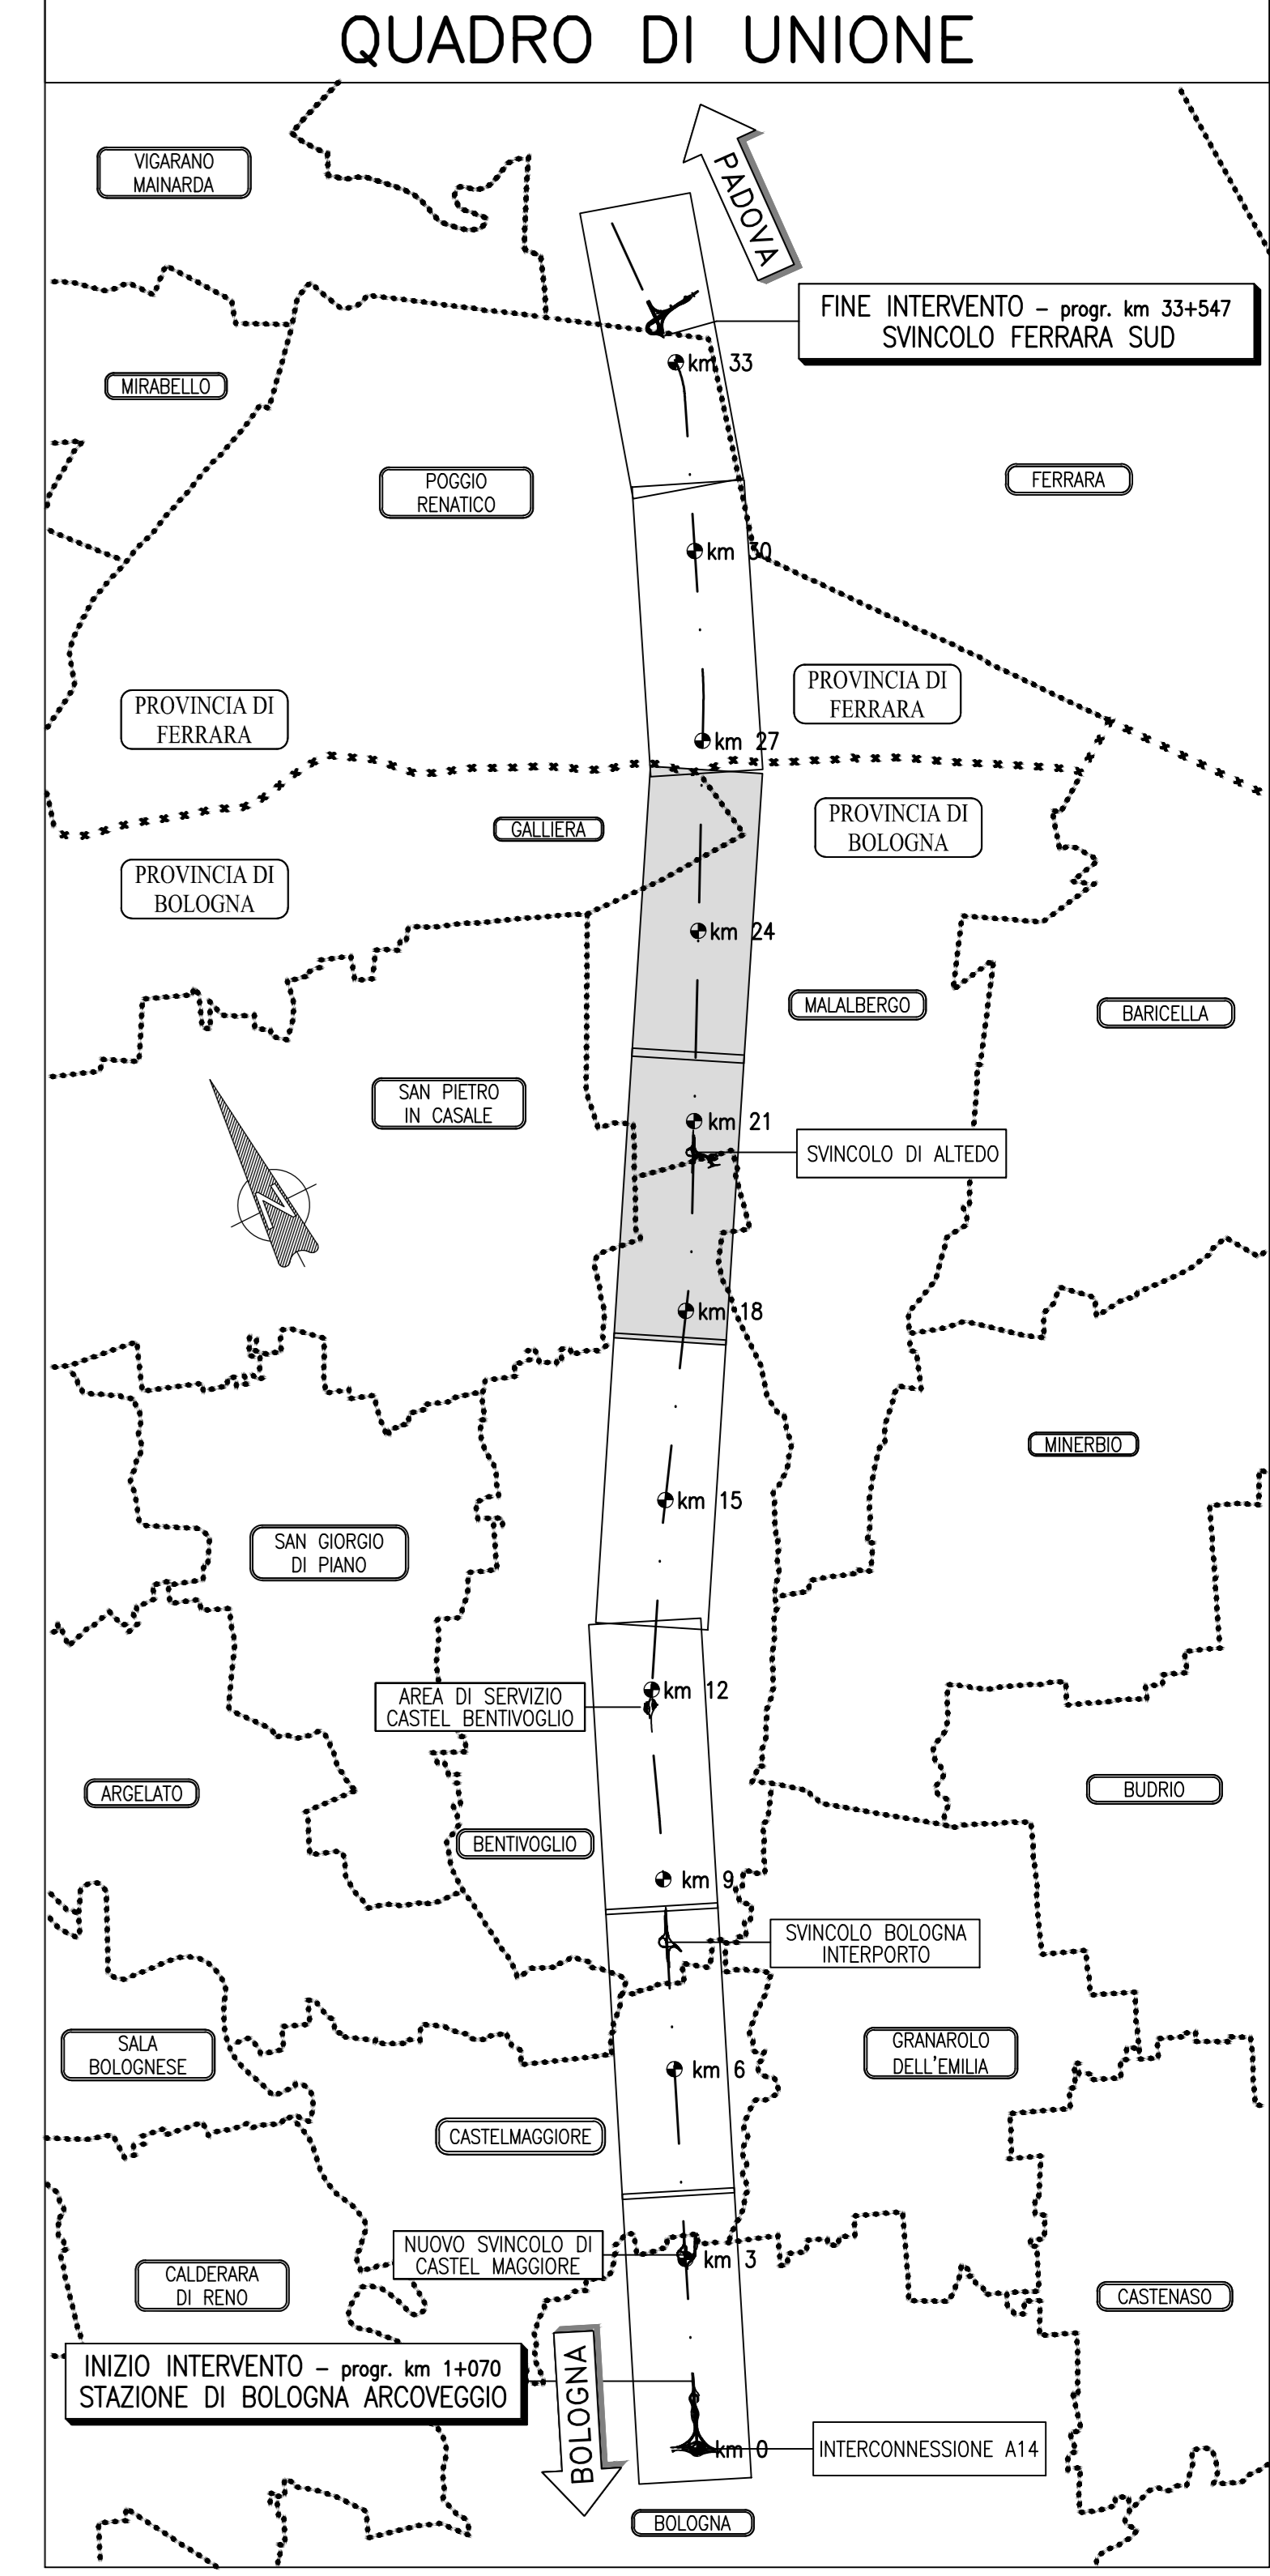 QUADRO DI UNIONE
VIGARANO
MAINARDA
PADOVA
FINE INTERVENTO – progr. km 33+547
SVINCOLO FERRARA SUD
km 33
MIRABELLO
POGGIO
RENATICO
FERRARA
km 30
PROVINCIA DI
FERRARA
PROVINCIA DI
FERRARA
km 27
GALLIERA
PROVINCIA DI
BOLOGNA
PROVINCIA DI
BOLOGNA
km 24
MALALBERGO
BARICELLA
SAN PIETRO
IN CASALE
km 21
SVINCOLO DI ALTEDO
N
km 18
MINERBIO
km 15
SAN GIORGIO
DI PIANO
AREA DI SERVIZIO
CASTEL BENTIVOGLIO
km 12
ARGELATO
BUDRIO
BENTIVOGLIO
km 9
SVINCOLO BOLOGNA
INTERPORTO
SALA
BOLOGNESE
GRANAROLO
DELL'EMILIA
km 6
CASTELMAGGIORE
NUOVO SVINCOLO DI
CASTEL MAGGIORE
km 3
CALDERARA
DI RENO
CASTENASO
INIZIO INTERVENTO – progr. km 1+070
STAZIONE DI BOLOGNA ARCOVEGGIO
BOLOGNA
km 0
INTERCONNESSIONE A14
BOLOGNA